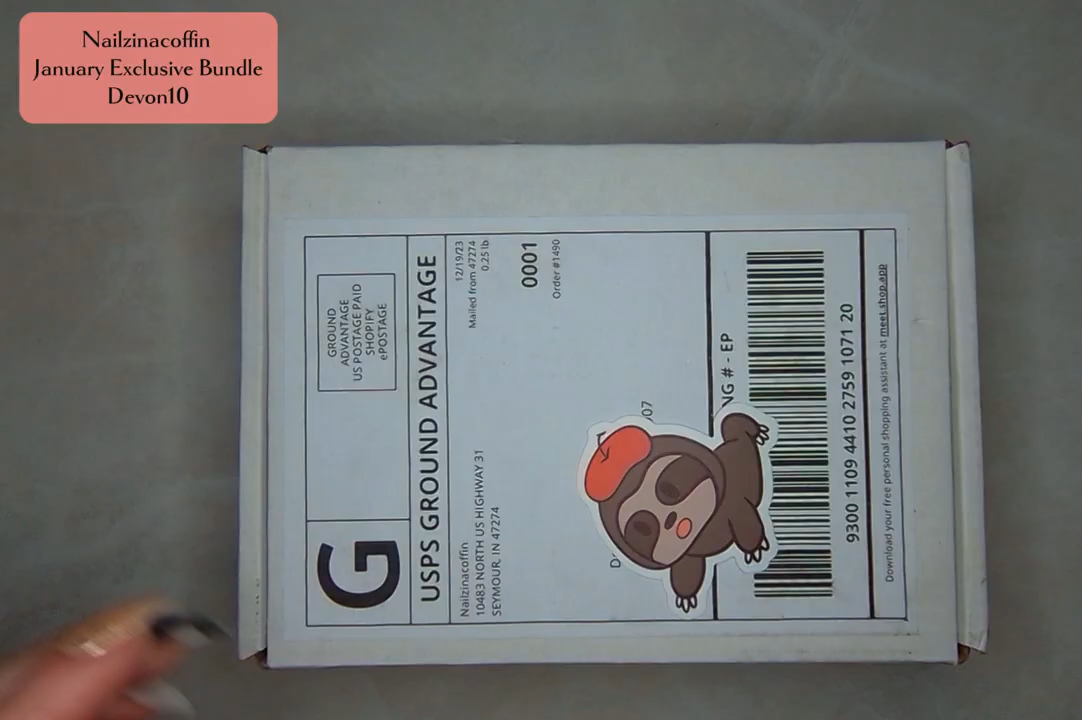 Nailzinacoffin
January Exclusive Bundle
Devon10
GROUND
ADVANTAGE
US POSTAGE PAID
SHOPIFY
ePOSTAGE
G
USPS GROUND ADVANTAGE
12/19/23
Mailed from 47274
0.25 lb
0001
Order #1490
Nailzinacoffin
10483 NORTH US HIGHWAY 31
SEYMOUR, IN 47274
07
NG # - EP
9300 1109 4410 2759 1071 20
Download your free personal shopping assistant at meet.shop.app